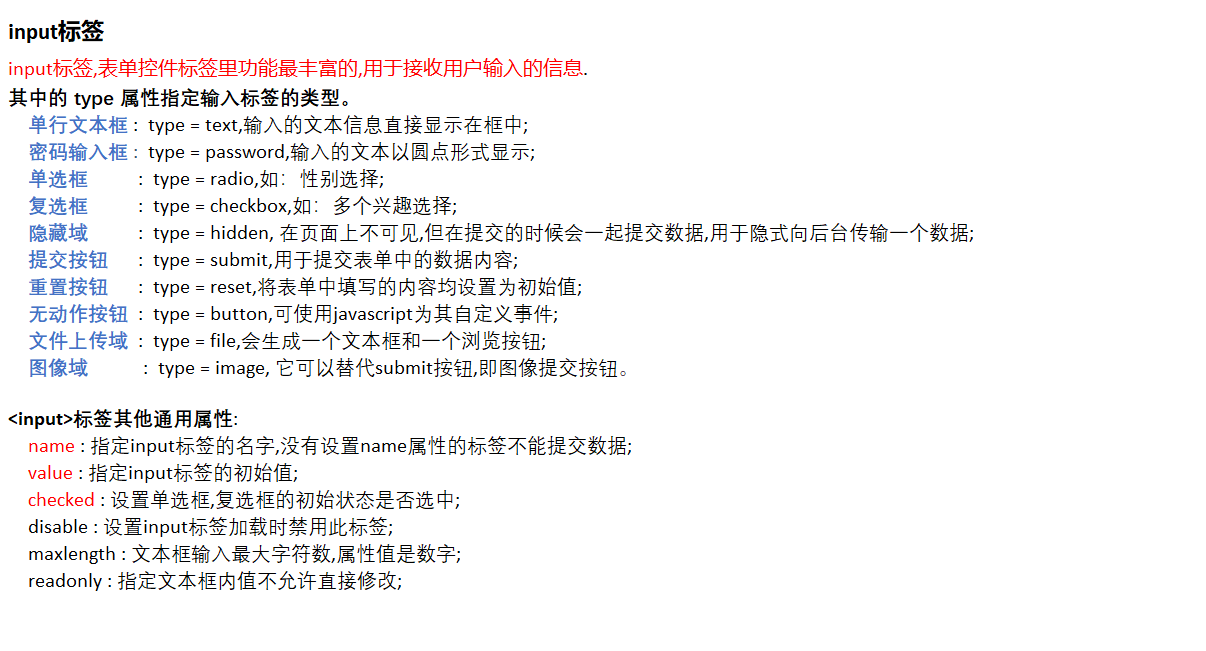 input标签
input标签,表单控件标签里功能最丰富的,用于接收用户输入的信息.
其中的 type 属性指定输入标签的类型。
单行文本框 : type = text,输入的文本信息直接显示在框中;
密码输入框 : type = password,输入的文本以圆点形式显示;
单选框 : type = radio,如：性别选择;
复选框 : type = checkbox,如：多个兴趣选择;
隐藏域 : type = hidden, 在页面上不可见,但在提交的时候会一起提交数据,用于隐式向后台传输一个数据;
提交按钮 : type = submit,用于提交表单中的数据内容;
重置按钮 : type = reset,将表单中填写的内容均设置为初始值;
无动作按钮 : type = button,可使用javascript为其自定义事件;
文件上传域 : type = file,会生成一个文本框和一个浏览按钮;
图像域 : type = image, 它可以替代submit按钮,即图像提交按钮。
<input>标签其他通用属性:
name : 指定input标签的名字,没有设置name属性的标签不能提交数据;
value : 指定input标签的初始值;
checked : 设置单选框,复选框的初始状态是否选中;
disable : 设置input标签加载时禁用此标签;
maxlength : 文本框输入最大字符数,属性值是数字;
readonly : 指定文本框内值不允许直接修改;